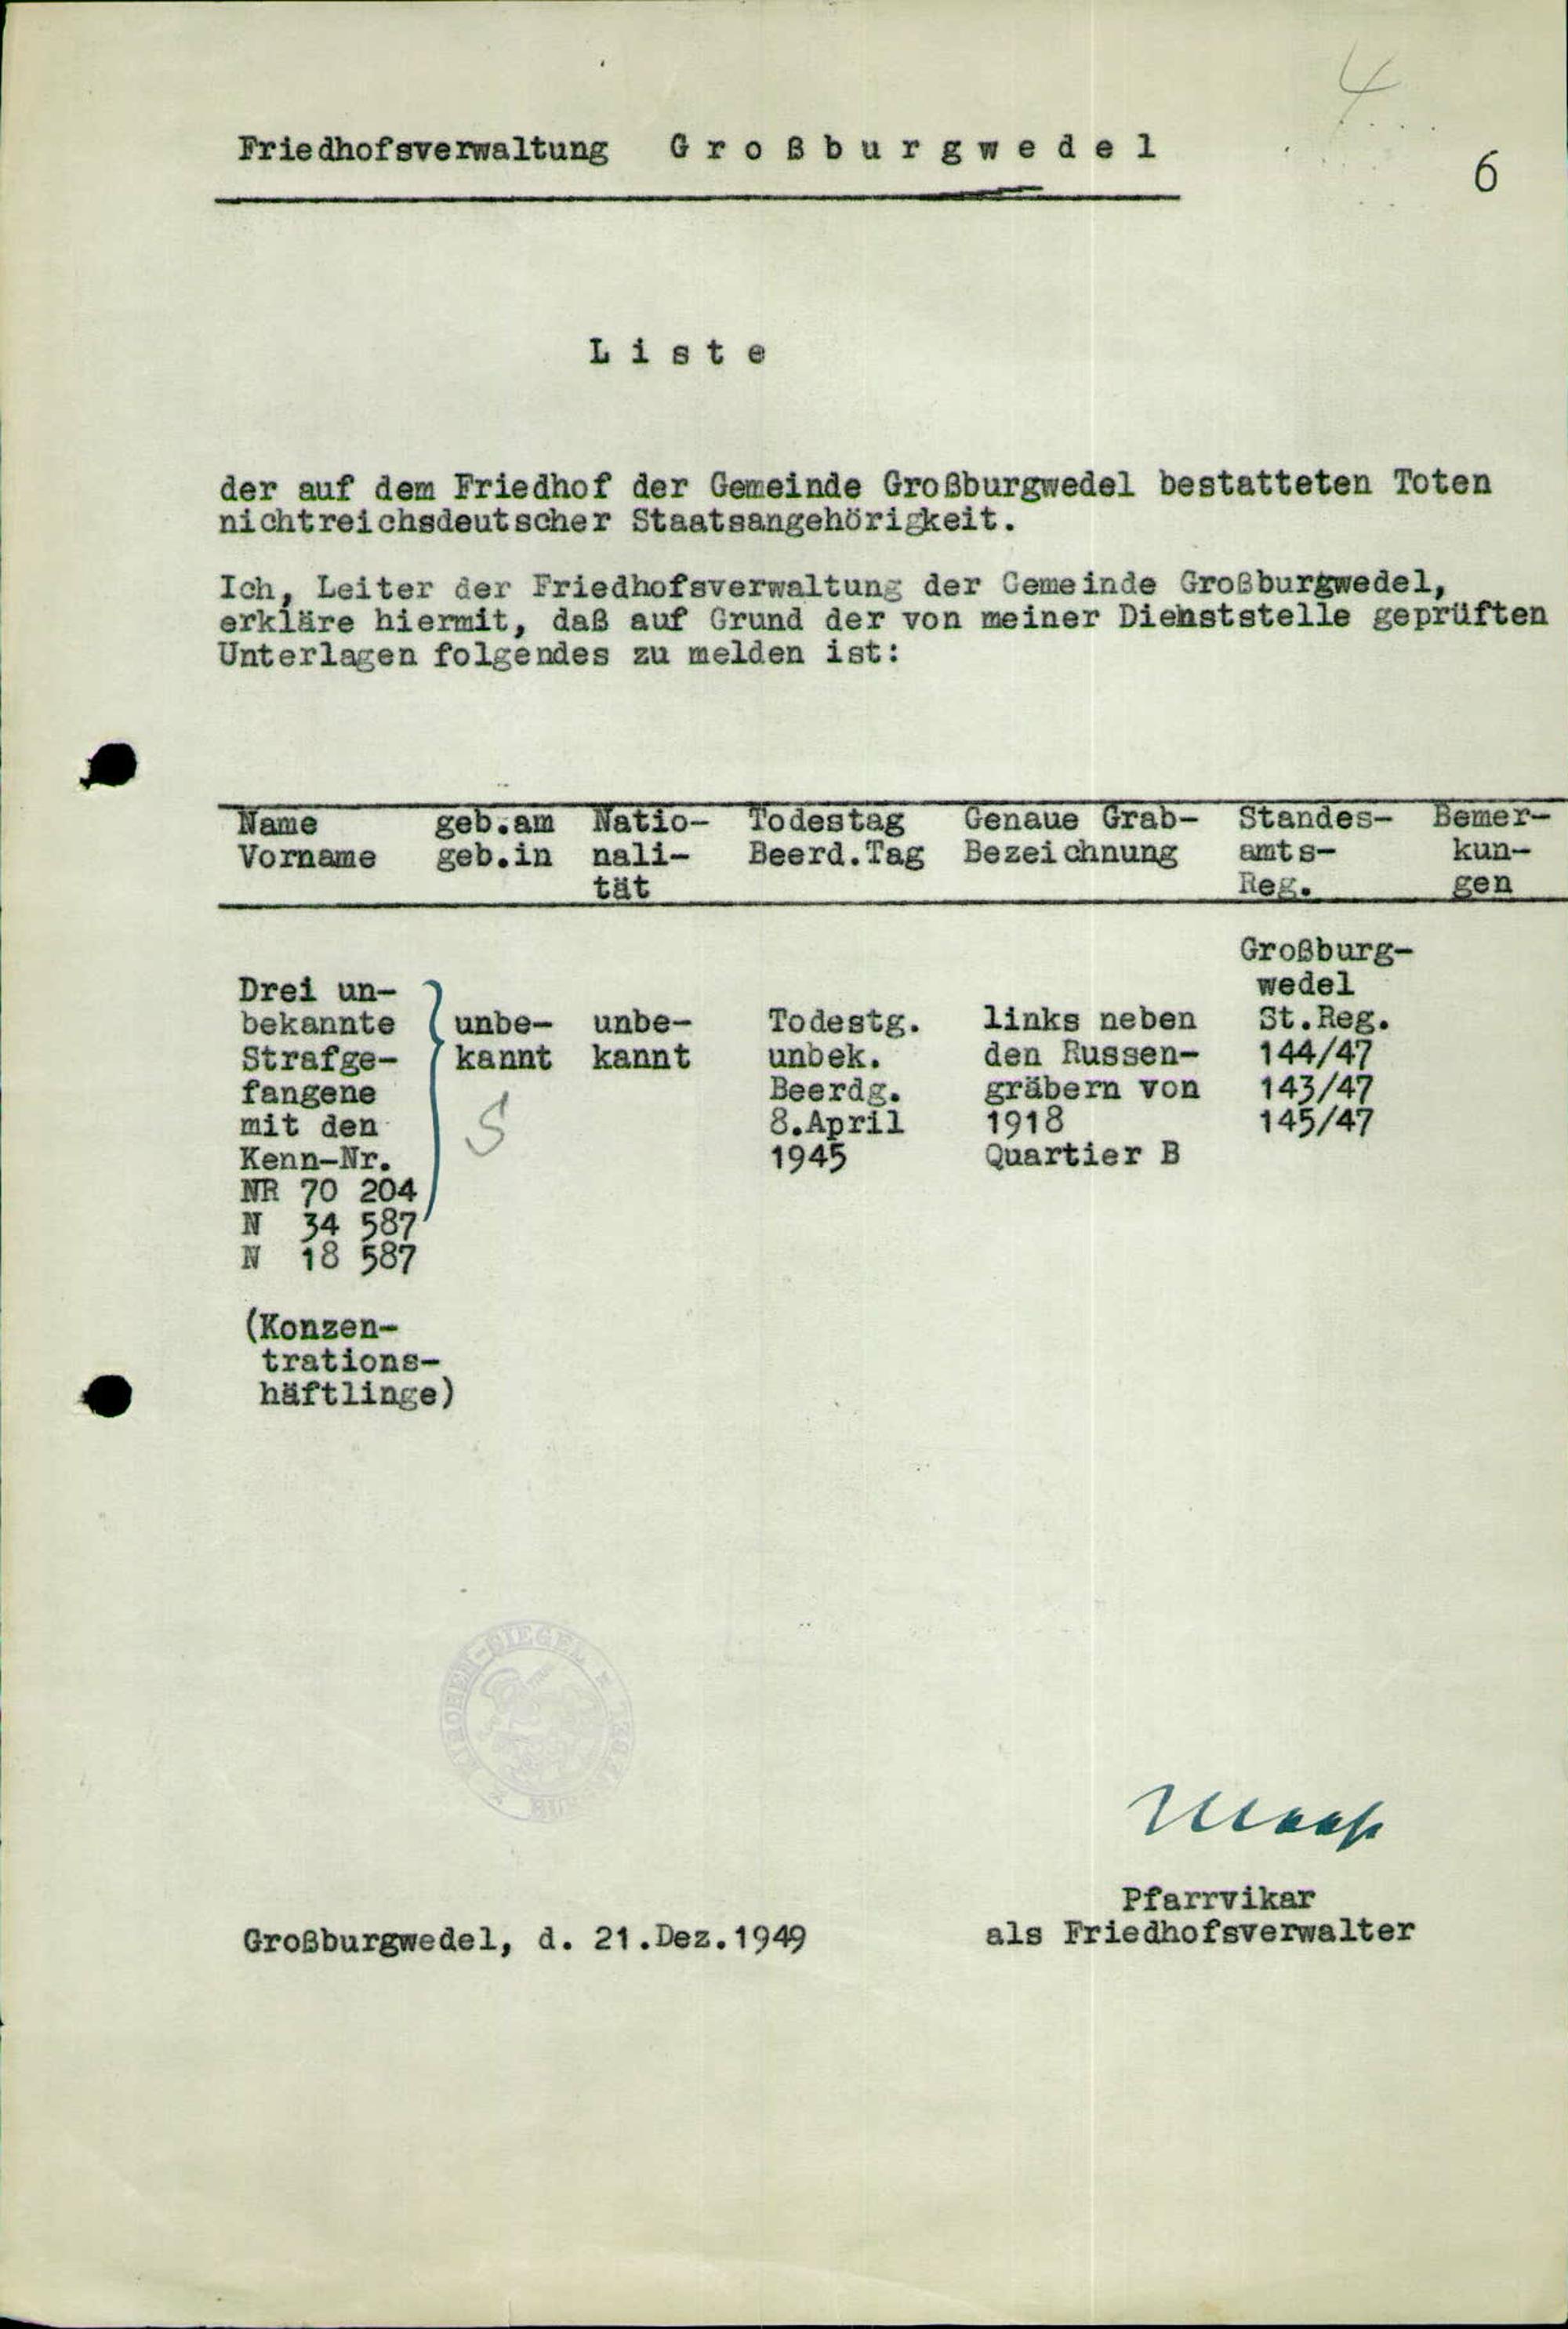 4
Friedhofsverwaltung G r o ß b u r g w e d e l
6
L i s t e
der auf dem Friedhof der Gemeinde Großburgwedel bestatteten Toten
nichtreichsdeutscher Staatsangehörigkeit.
Ich, Leiter der Friedhofsverwaltung der Gemeinde Großburgwedel,
erkläre hiermit, daß auf Grund der von meiner Dienststelle geprüften
Unterlagen folgendes zu melden ist:
Name geb.am Natio- Todestag Genaue Grab- Standes- Bemer-
Vorname geb.in nali- Beerd.Tag Bezeichnung amts- kun-
tät Reg. gen
Großburg-
Drei un- wedel
bekannte unbe- unbe- Todestg. links neben St.Reg.
Strafge- kannt kannt unbek. den Russen- 144/47
fangene Beerdg. gräbern von 143/47
mit den S 8.April 1918 145/47
Kenn-Nr. 1945 Quartier B
NR 70 204
N 34 587
N 18 587
(Konzen-
trations-
häftlinge)
KIRCHEN-SIEGEL
Pfarrvikar
Großburgwedel, d. 21.Dez.1949 als Friedhofsverwalter